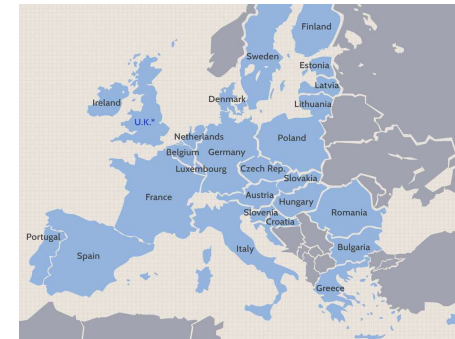 Finland
Sweden
Estonia
Latvia
Lithuania
Denmark
Ireland
U.K.*
Netherlands
Poland
Belgium
Germany
Luxembourg
Czech Rep.
Slovakia
France
Austria
Hungary
Slovenia
Croatia
Romania
Portugal
Spain
Italy
Bulgaria
Greece